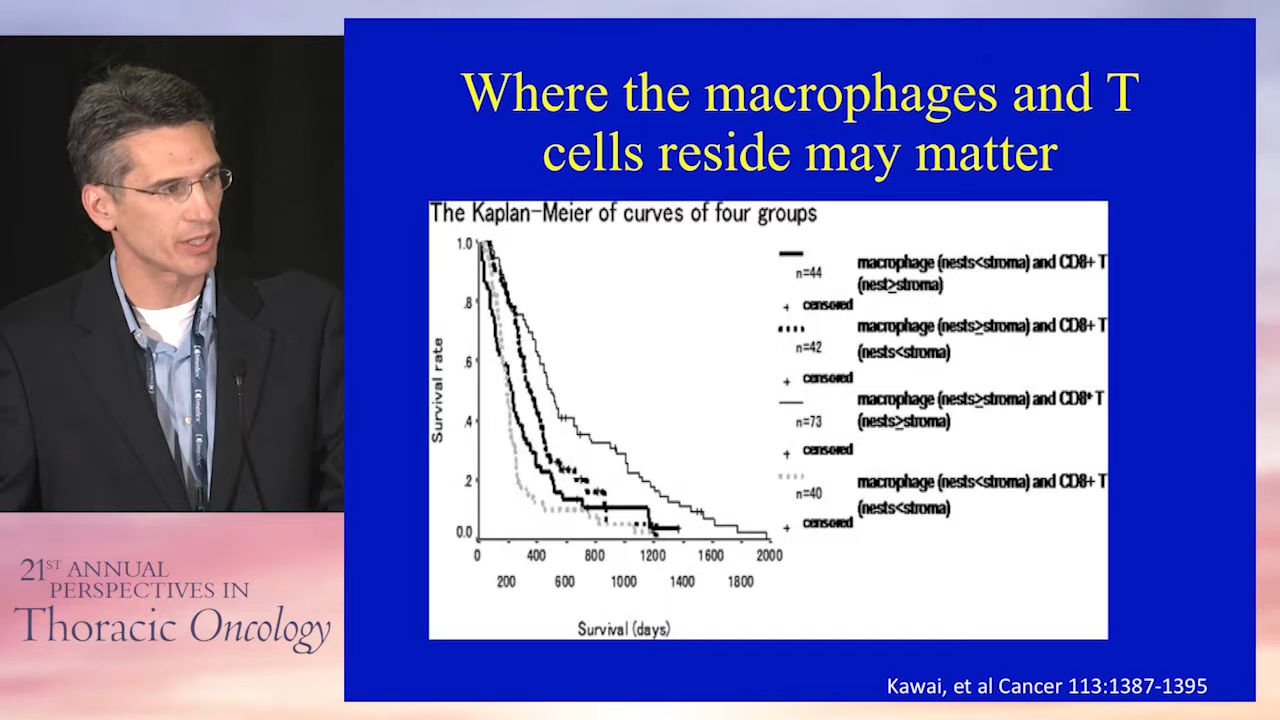 Where the macrophages and T
cells reside may matter
The Kaplan-Meier of curves of four groups
1.0
.8
.6
.4
.2
0.0
Survival rate
0
400
800
1200
1600
2000
200
600
1000
1400
1800
Survival (days)
macrophage (nests<stroma) and CD8+ T
n=44
(nest≥stroma)
+ censored
macrophage (nests≥stroma) and CD8+ T
n=42
(nests<stroma)
+ censored
macrophage (nests≥stroma) and CD8+ T
n=73
(nests≥stroma)
+ censored
macrophage (nests<stroma) and CD8+ T
n=40
(nests<stroma)
+ censored
Kawai, et al Cancer 113:1387-1395
21ST ANNUAL
PERSPECTIVES IN
Thoracic Oncology